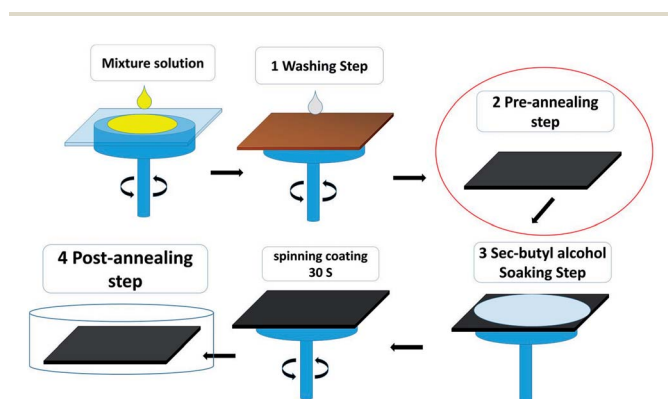 Mixture solution
1 Washing Step
2 Pre-annealing
step
3 Sec-butyl alcohol
Soaking Step
spinning coating
30 S
4 Post-annealing
step